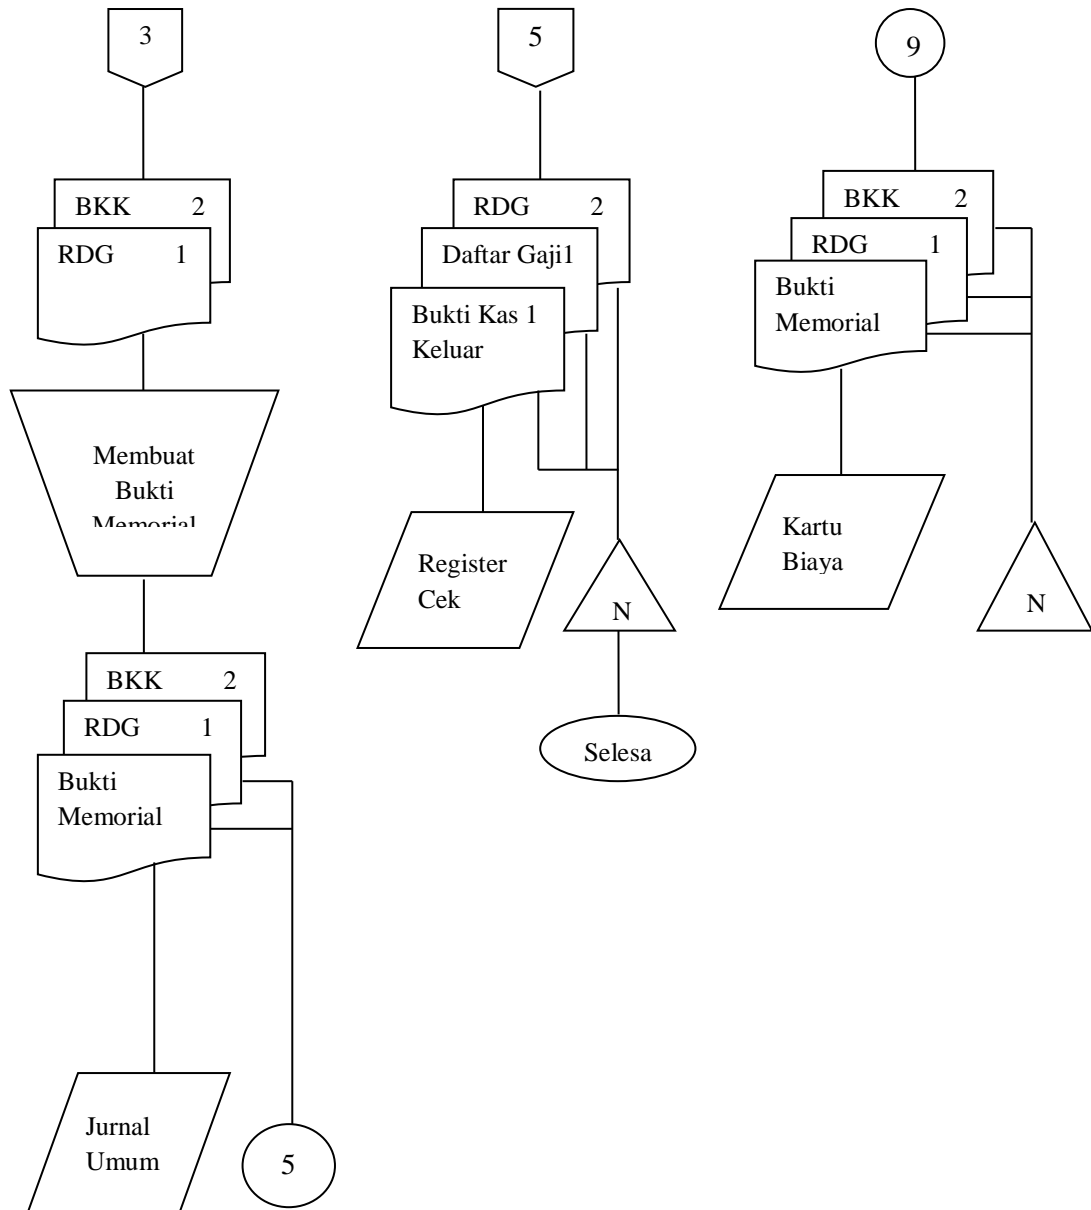 3
BKK 2
RDG 1
Membuat
Bukti
Memorial
BKK 2
RDG 1
Bukti
Memorial
Jurnal
Umum
5
5
RDG 2
Daftar Gaji1
Bukti Kas 1
Keluar
Register
Cek
N
Selesa
9
BKK 2
RDG 1
Bukti
Memorial
Kartu
Biaya
N